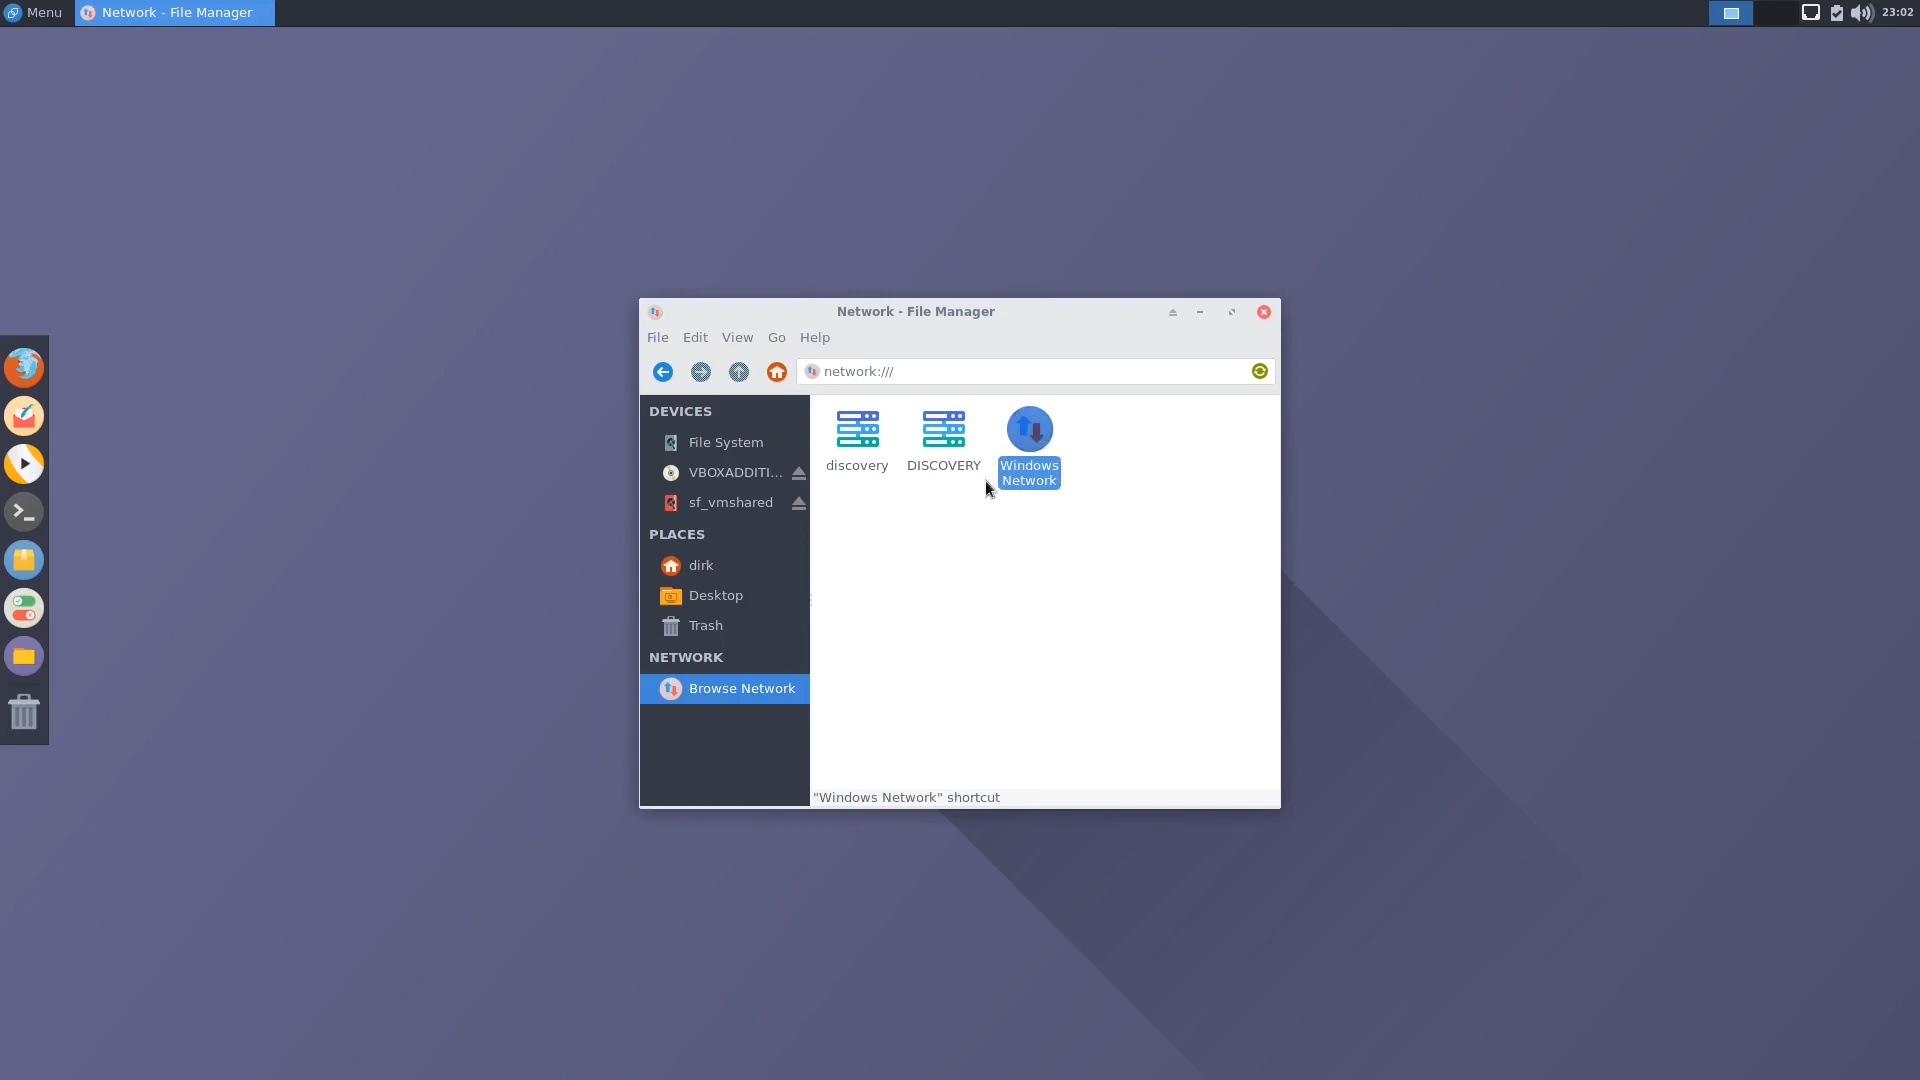 Menu
Network - File Manager
23:02
Network - File Manager
File Edit View Go Help
network:///
DEVICES
File System
VBOXADDITI...
sf_vmshared
PLACES
dirk
Desktop
Trash
NETWORK
Browse Network
discovery
DISCOVERY
Windows
Network
"Windows Network" shortcut